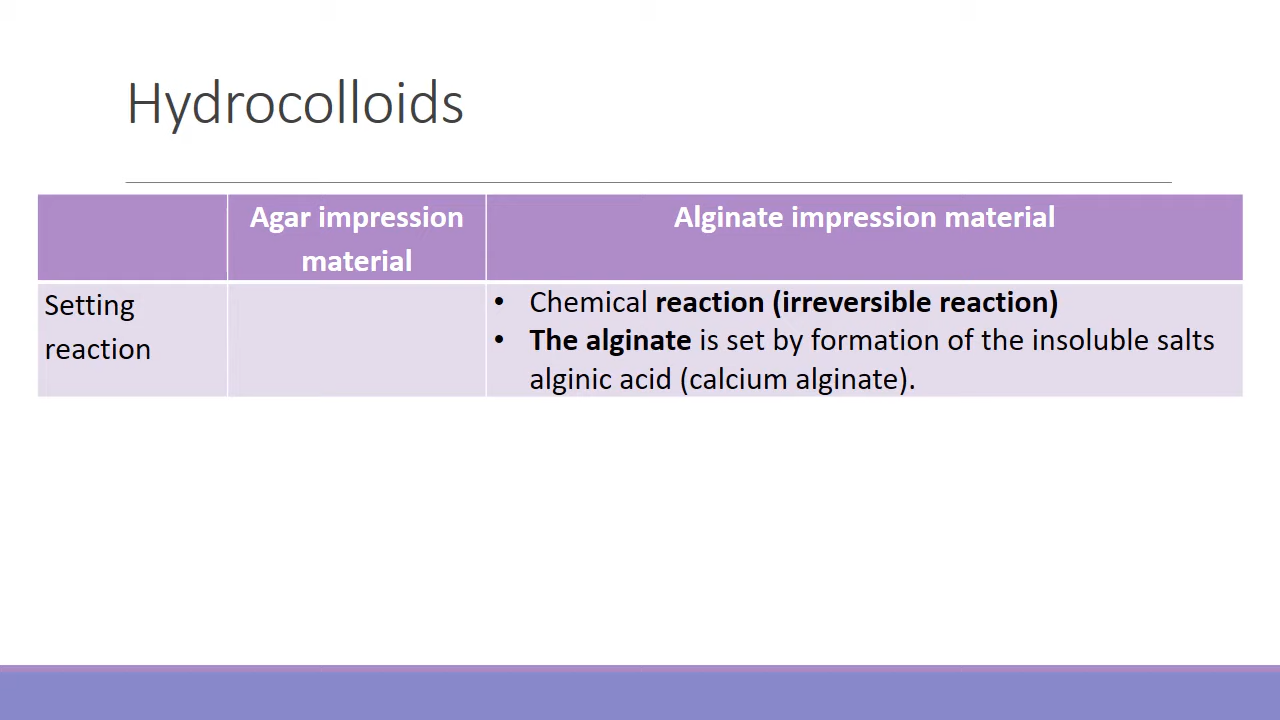 Hydrocolloids
Agar impression
material
Alginate impression material
Setting
reaction
• Chemical reaction (irreversible reaction)
• The alginate is set by formation of the insoluble salts
alginic acid (calcium alginate).